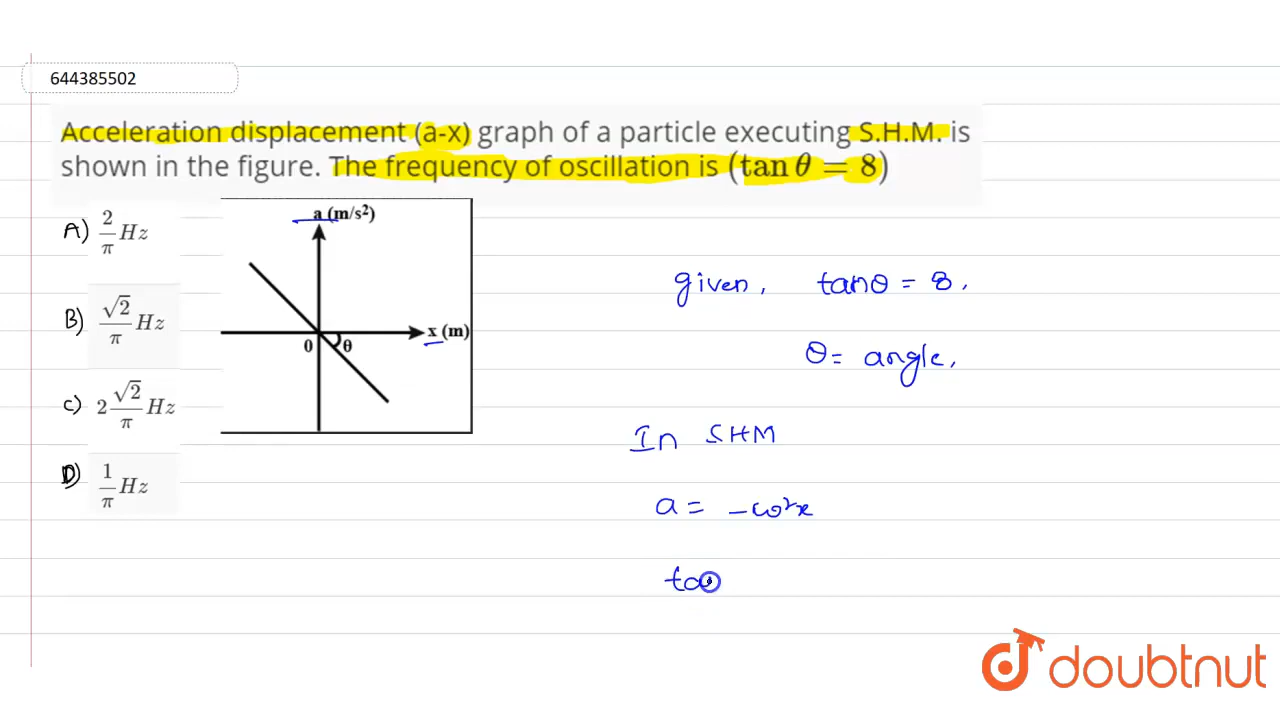 644385502
Acceleration displacement (a-x) graph of a particle executing S.H.M. is
shown in the figure. The frequency of oscillation is (tan θ = 8)
A) 2/π Hz
B) √2/π Hz
C) 2 √2/π Hz
D) 1/π Hz
a (m/s²)
x (m)
0 θ
given, tanθ = 8.
θ = angle.
In SHM
a = -ω²x
ta
doubtnut